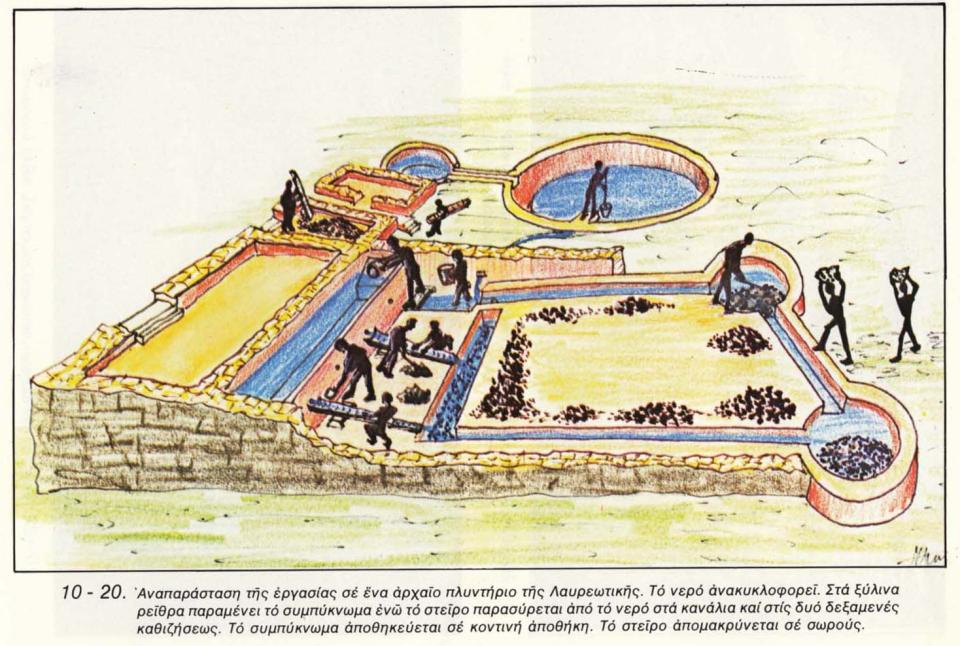 10 - 20. Ἀναπαράσταση τῆς ἐργασίας σέ ἕνα ἀρχαῖο πλυντήριο τῆς Λαυρεωτικῆς. Τό νερό ἀνακυκλοφορεῖ. Στά ξύλινα
ρεῖθρα παραμένει τό συμπύκνωμα ἐνῶ τό στεῖρο παρασύρεται ἀπό τό νερό στά κανάλια καί στίς δυό δεξαμενές
καθιζήσεως. Τό συμπύκνωμα ἀποθηκεύεται σέ κοντινή ἀποθήκη. Τό στεῖρο ἀπομακρύνεται σέ σωρούς.